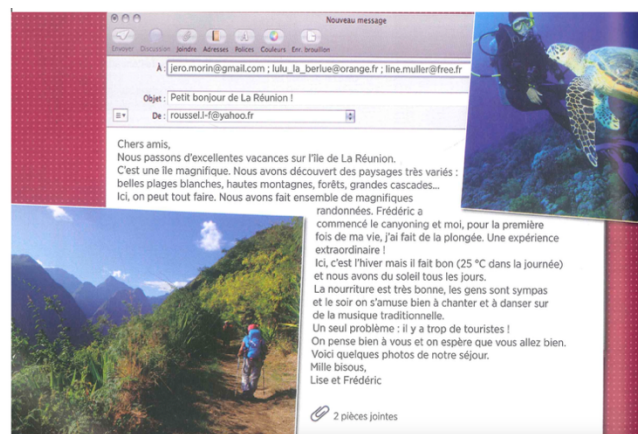 Nouveau message
Envoyer Discussion Joindre Adresses Polices Couleurs Enr. brouillon
À : jero.morin@gmail.com ; lulu_la_berlue@orange.fr ; line.muller@free.fr
Objet : Petit bonjour de La Réunion !
De : roussel.l-f@yahoo.fr
Chers amis,
Nous passons d'excellentes vacances sur l'île de La Réunion.
C'est une île magnifique. Nous avons découvert des paysages très variés :
belles plages blanches, hautes montagnes, forêts, grandes cascades...
Ici, on peut tout faire. Nous avons fait ensemble de magnifiques
randonnées. Frédéric a
commencé le canyoning et moi, pour la première
fois de ma vie, j'ai fait de la plongée. Une expérience
extraordinaire !
Ici, c'est l'hiver mais il fait bon (25 °C dans la journée)
et nous avons du soleil tous les jours.
La nourriture est très bonne, les gens sont sympas
et le soir on s'amuse bien à chanter et à danser sur
de la musique traditionnelle.
Un seul problème : il y a trop de touristes !
On pense bien à vous et on espère que vous allez bien.
Voici quelques photos de notre séjour.
Mille bisous,
Lise et Frédéric
2 pièces jointes